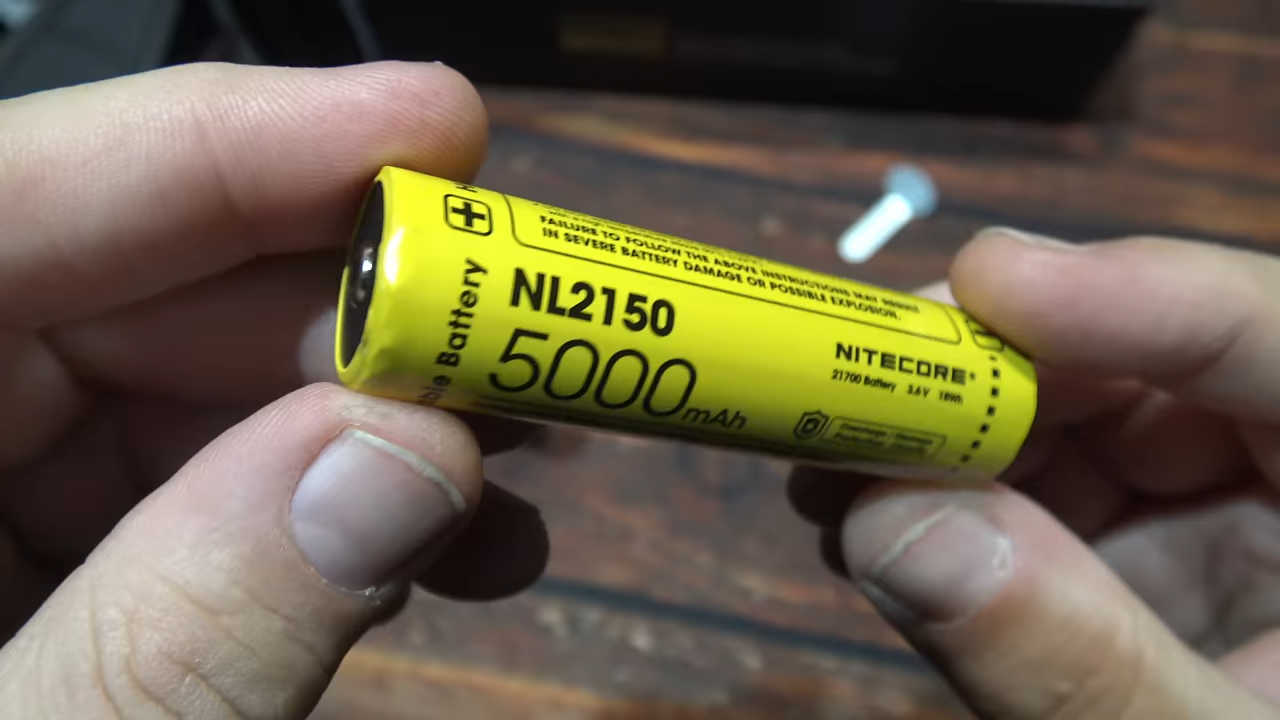 +
FAILURE TO FOLLOW THE ABOVE INSTRUCTIONS MAY RESULT
IN SEVERE BATTERY DAMAGE OR POSSIBLE EXPLOSION.
Battery
NL2150
5000mAh
NITECORE
21700 Battery 3.6V 18Wh